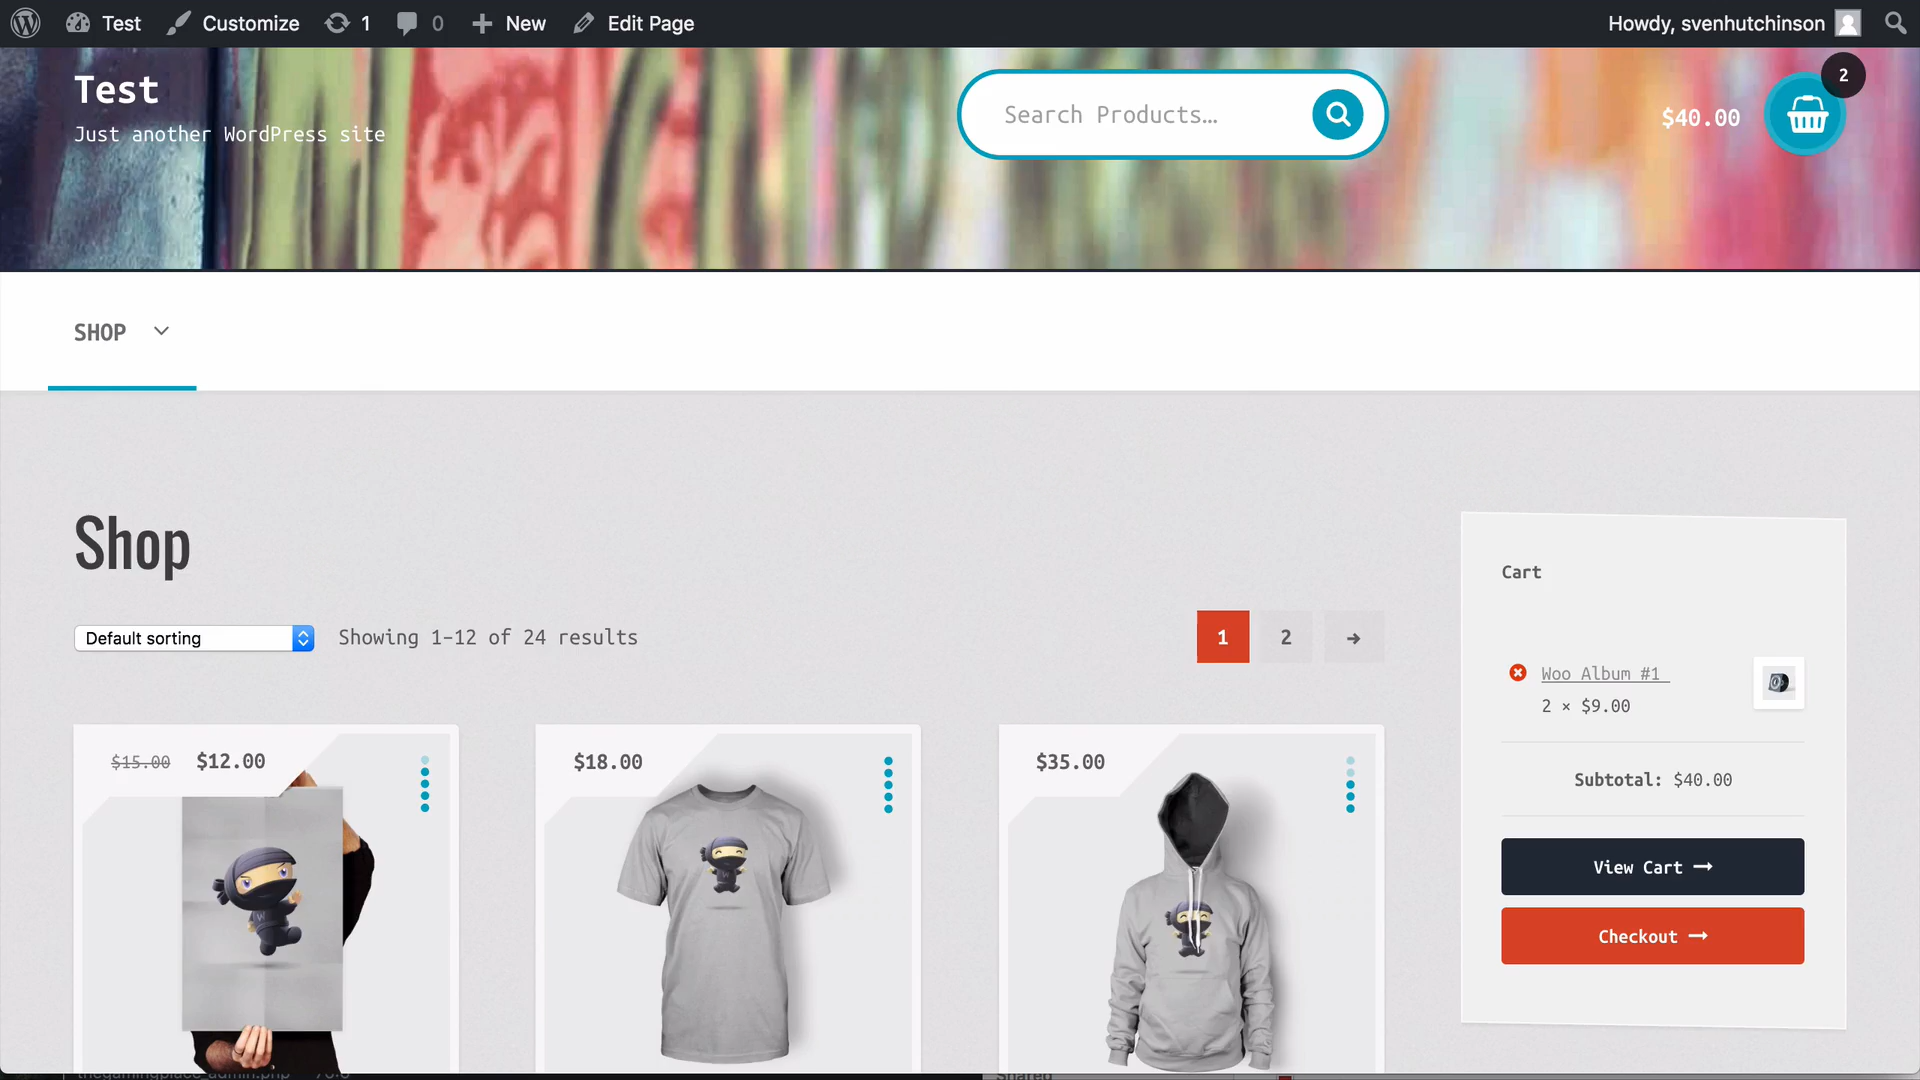 Test Customize 1 0 New Edit Page Howdy, svenhutchinson
Test
Just another WordPress site
Search Products…
$40.00
2
SHOP
Shop
Default sorting
Showing 1–12 of 24 results
1 2 →
$15.00 $12.00
$18.00
$35.00
Cart
Woo Album #1
2 × $9.00
Subtotal: $40.00
View Cart →
Checkout →
Shared